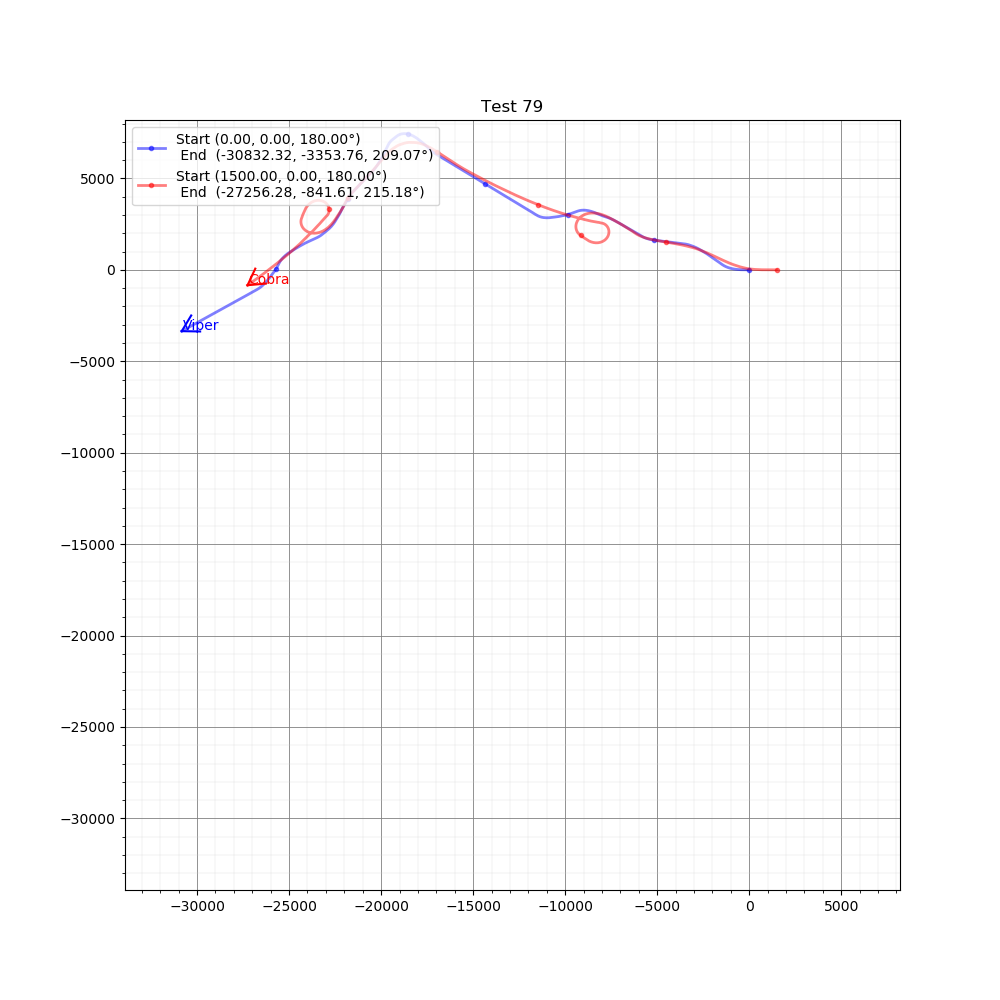 Test 79
Start (0.00, 0.00, 180.00°)
End (-30832.32, -3353.76, 209.07°)
Start (1500.00, 0.00, 180.00°)
End (-27256.28, -841.61, 215.18°)
5000
0
−5000
−10000
−15000
−20000
−25000
−30000
Cobra
Viper
−30000 −25000 −20000 −15000 −10000 −5000 0 5000